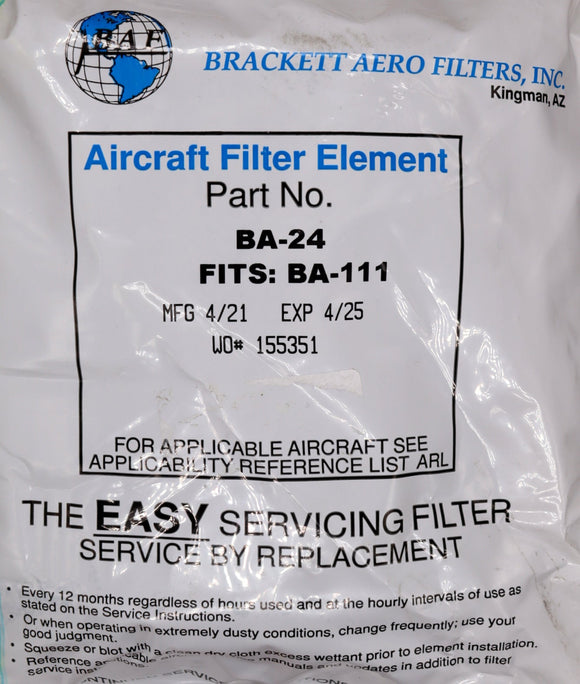 BAF
BRACKETT AERO FILTERS, INC.
Kingman, AZ
Aircraft Filter Element
Part No.
BA-24
FITS: BA-111
MFG 4/21 EXP 4/25
WO# 155351
FOR APPLICABLE AIRCRAFT SEE
APPLICABILITY REFERENCE LIST ARL
THE EASY SERVICING FILTER
SERVICE BY REPLACEMENT
• Every 12 months regardless of hours used and at the hourly intervals of use as
stated on the Service Instructions.
• Or when operating in extremely dusty conditions, change frequently; use your
good judgment.
• Squeeze or blot with a clean dry cloth excess wettant prior to element installation.
• Reference manuals and updates in addition to filter
service